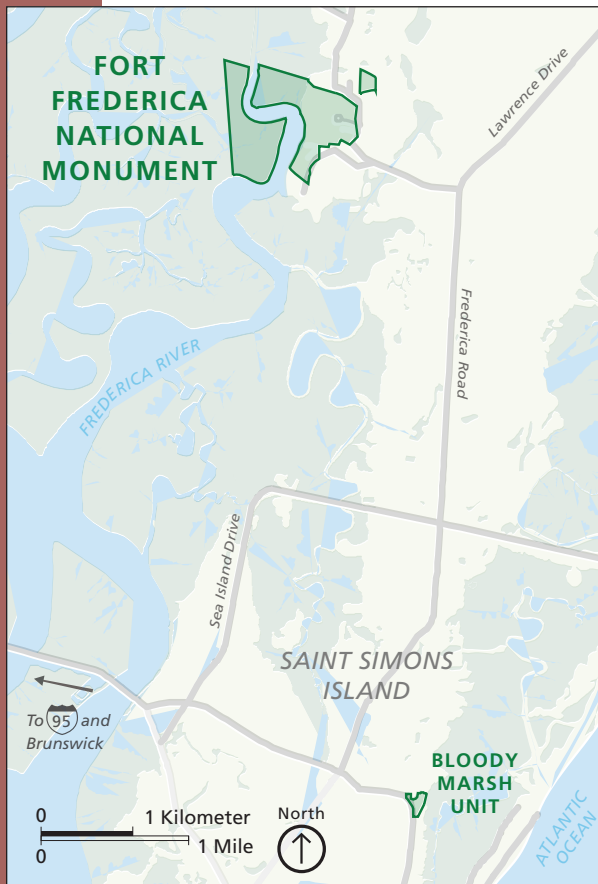 FORT
FREDERICA
NATIONAL
MONUMENT
Lawrence Drive
Frederica Road
FREDERICA RIVER
Sea Island Drive
SAINT SIMONS
ISLAND
To 95 and
Brunswick
BLOODY
MARSH
UNIT
ATLANTIC
OCEAN
North
0
1 Kilometer
0
1 Mile